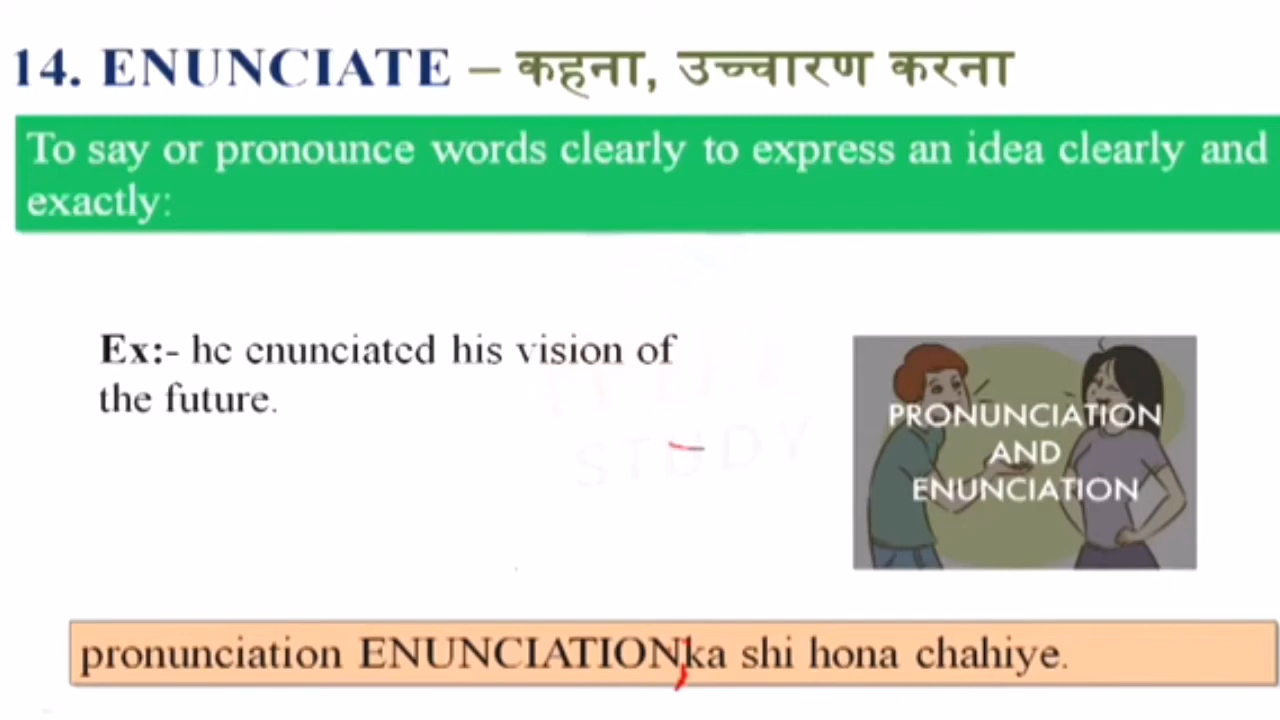 14. ENUNCIATE – कहना, उच्चारण करना
To say or pronounce words clearly to express an idea clearly and
exactly:
Ex:- he enunciated his vision of
the future.
STUDY
PRONUNCIATION
AND
ENUNCIATION
pronunciation ENUNCIATION ka shi hona chahiye.